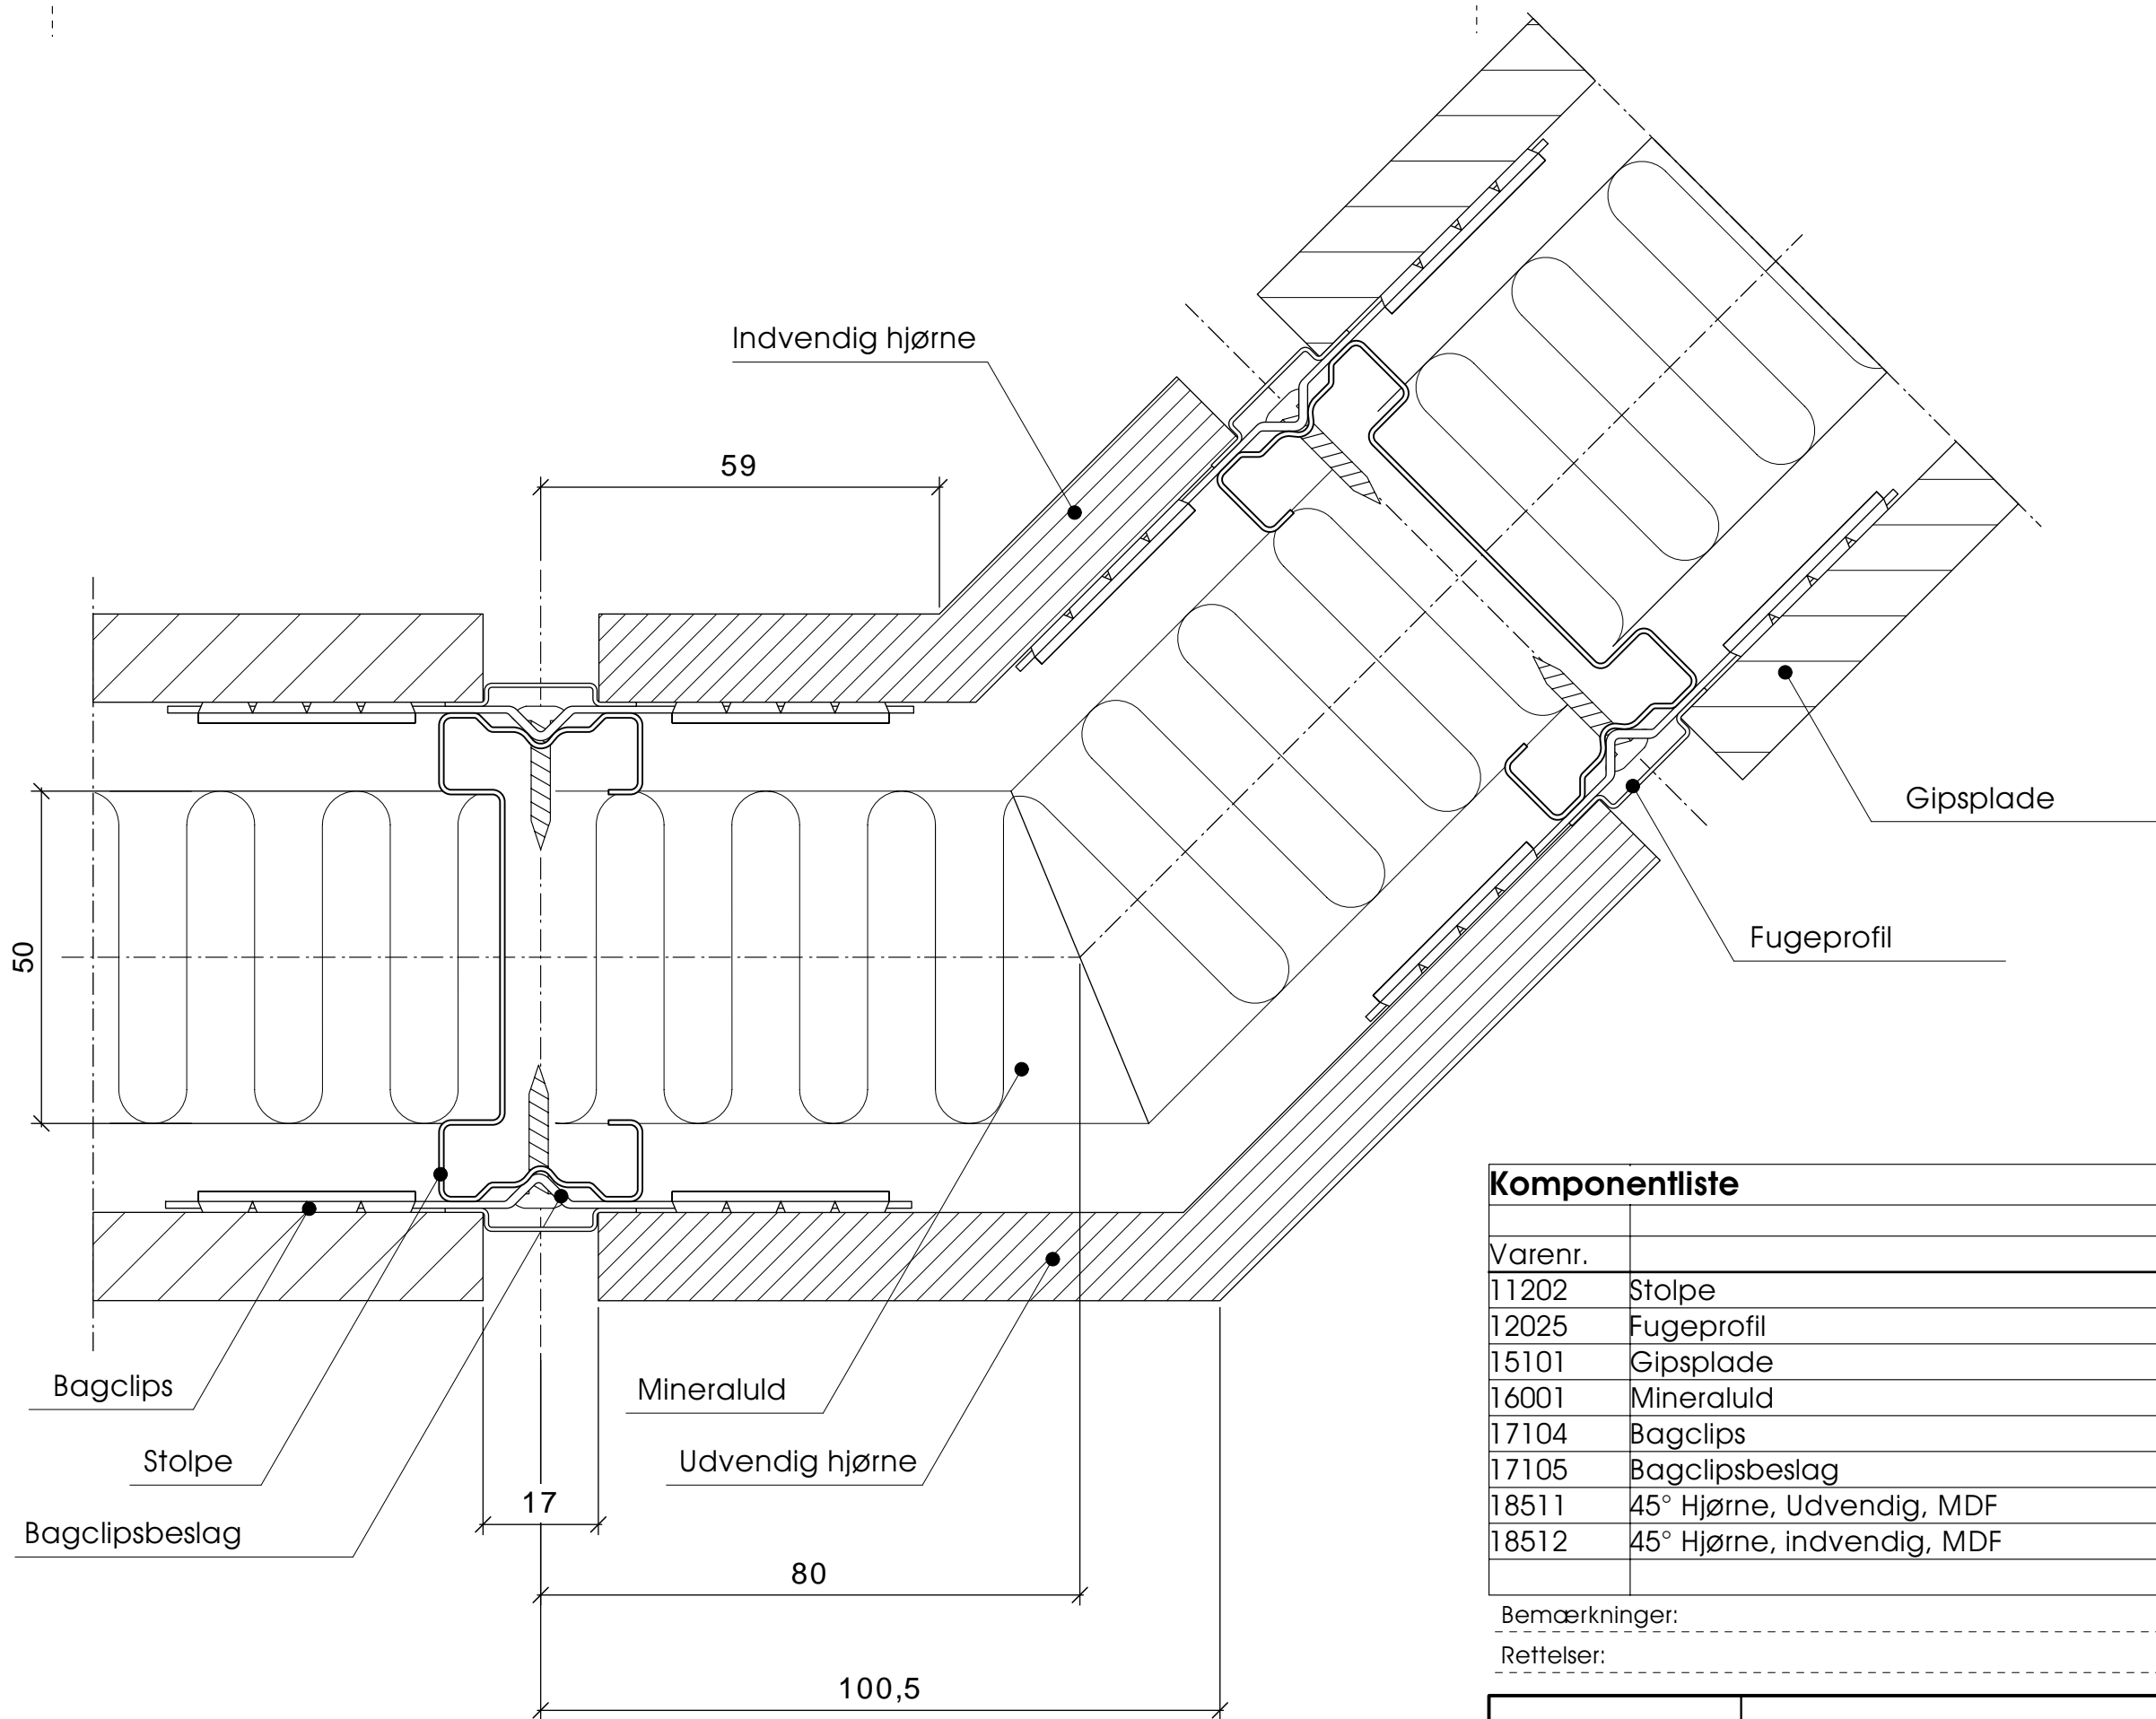 Indvendig hjørne
59
50
Gipsplade
Fugeprofil
Bagclips
Mineraluld
Stolpe
Udvendig hjørne
17
Bagclipsbeslag
80
100,5
Komponentliste
Varenr.
11202 Stolpe
12025 Fugeprofil
15101 Gipsplade
16001 Mineraluld
17104 Bagclips
17105 Bagclipsbeslag
18511 45° Hjørne, Udvendig, MDF
18512 45° Hjørne, indvendig, MDF
Bemærkninger:
Rettelser: